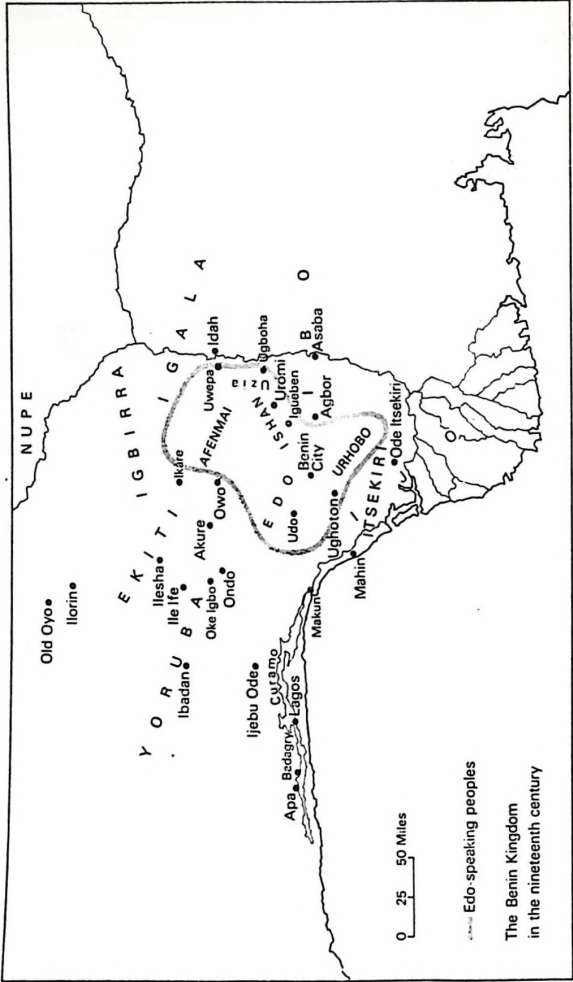 NUPE
Old Oyo
Ilorin
IGBIRRA
IGALA
EKITI
YORUBA
Ikare
Idah
Uwepa
AFENMAI
Ilesha
Ile Ife
Akure
Owo
Oke Igbo
Ondo
Ibadan
Ugboha
Uzia
Uromi
ISHAN
Igueben
IBO
EDO
Benin
City
Agbor
Asaba
Udo
Ijebu Ode
Curamo
Ughoton
URHOBO
Makun
Lagos
Badagry
Apa
Mahin
ITSEKIRI
Ode Itsekiri
IJO
0 25 50 Miles
Edo-speaking peoples
The Benin Kingdom
in the nineteenth century